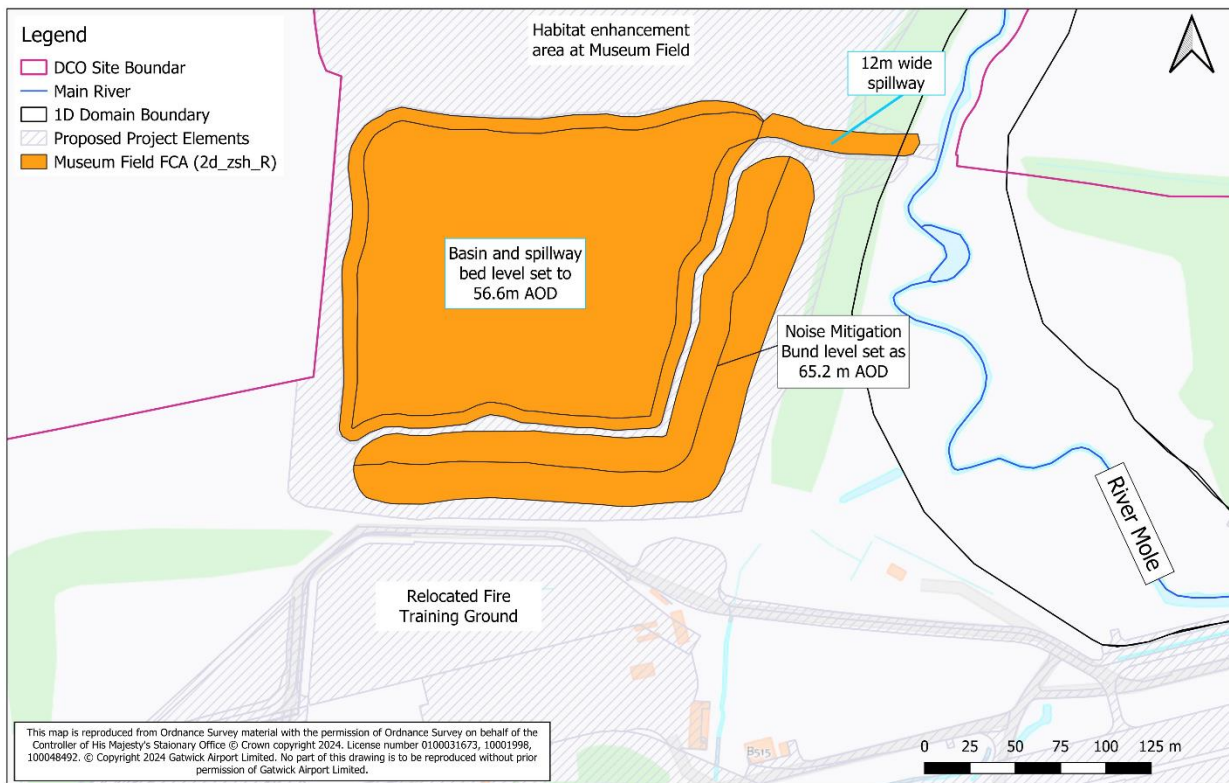 Legend
DCO Site Boundar
Main River
1D Domain Boundary
Proposed Project Elements
Museum Field FCA (2d_zsh_R)
Habitat enhancement
area at Museum Field
12m wide
spillway
Basin and spillway
bed level set to
56.6m AOD
Noise Mitigation
Bund level set as
65.2 m AOD
River Mole
Relocated Fire
Training Ground
B515
This map is reproduced from Ordnance Survey material with the permission of Ordnance Survey on behalf of the
Controller of His Majesty's Staionary Office © Crown copyright 2024. License number 0100031673, 10001998,
100048492. © Copyright 2024 Gatwick Airport Limited. No part of this drawing is to be reproduced without prior
permission of Gatwick Airport Limited.
0 25 50 75 100 125 m